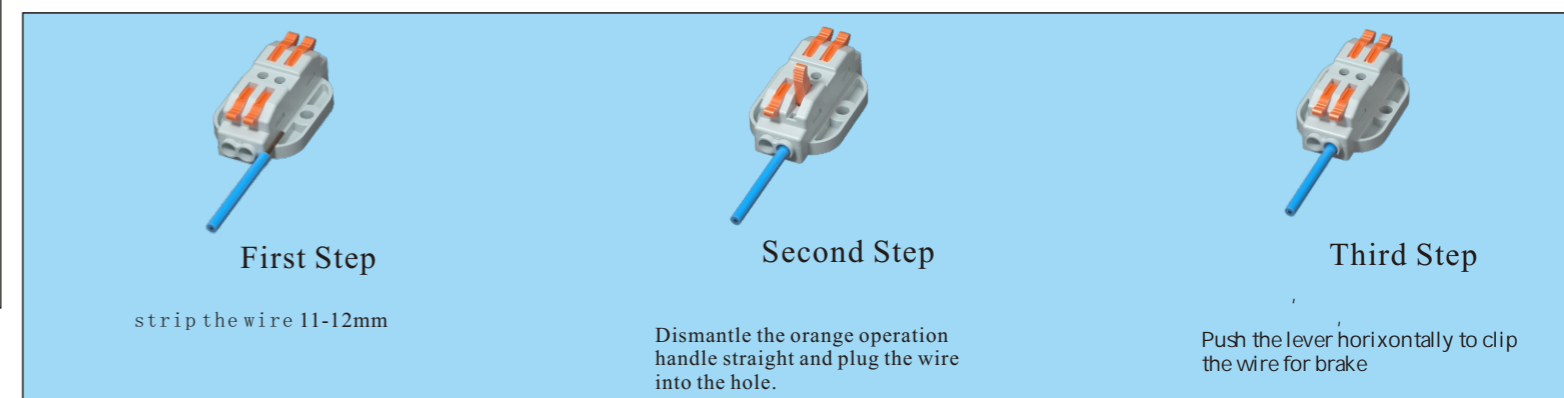 First Step
strip the wire 11-12mm
Second Step
Dismantle the orange operation
handle straight and plug the wire
into the hole.
Third Step
,
,
Push the lever horixontally to clip
the wire for brake